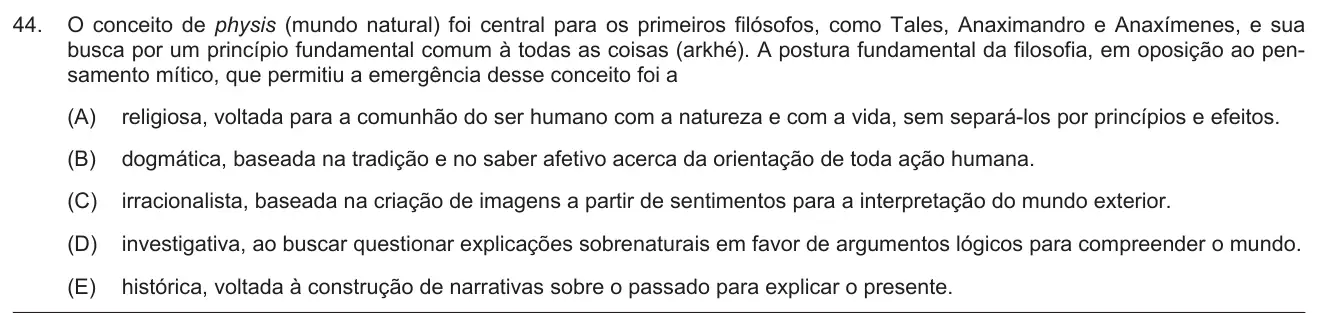 44. O conceito de physis (mundo natural) foi central para os primeiros filósofos, como Tales, Anaximandro e Anaxímenes, e sua
busca por um princípio fundamental comum à todas as coisas (arkhé). A postura fundamental da filosofia, em oposição ao pen-
samento mítico, que permitiu a emergência desse conceito foi a
(A) religiosa, voltada para a comunhão do ser humano com a natureza e com a vida, sem separá-los por princípios e efeitos.
(B) dogmática, baseada na tradição e no saber afetivo acerca da orientação de toda ação humana.
(C) irracionalista, baseada na criação de imagens a partir de sentimentos para a interpretação do mundo exterior.
(D) investigativa, ao buscar questionar explicações sobrenaturais em favor de argumentos lógicos para compreender o mundo.
(E) histórica, voltada à construção de narrativas sobre o passado para explicar o presente.